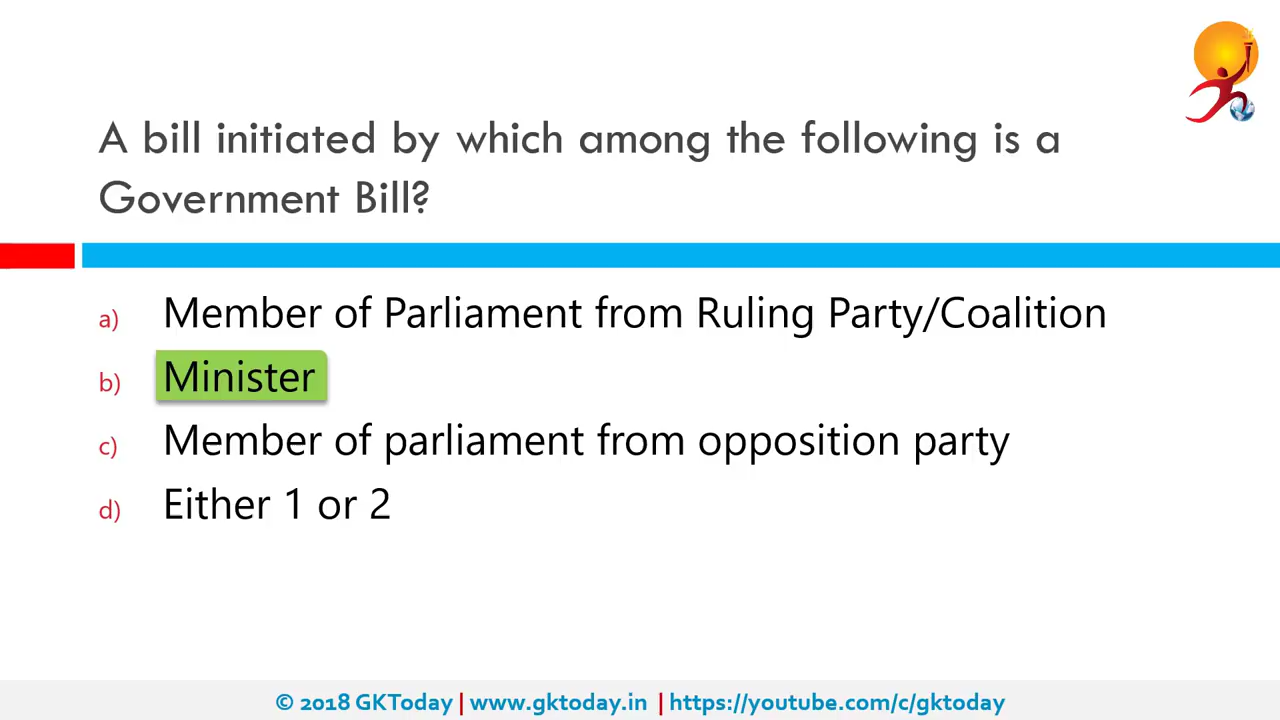 A bill initiated by which among the following is a
Government Bill?
a) Member of Parliament from Ruling Party/Coalition
b) Minister
c) Member of parliament from opposition party
d) Either 1 or 2
© 2018 GKToday | www.gktoday.in | https://youtube.com/c/gktoday